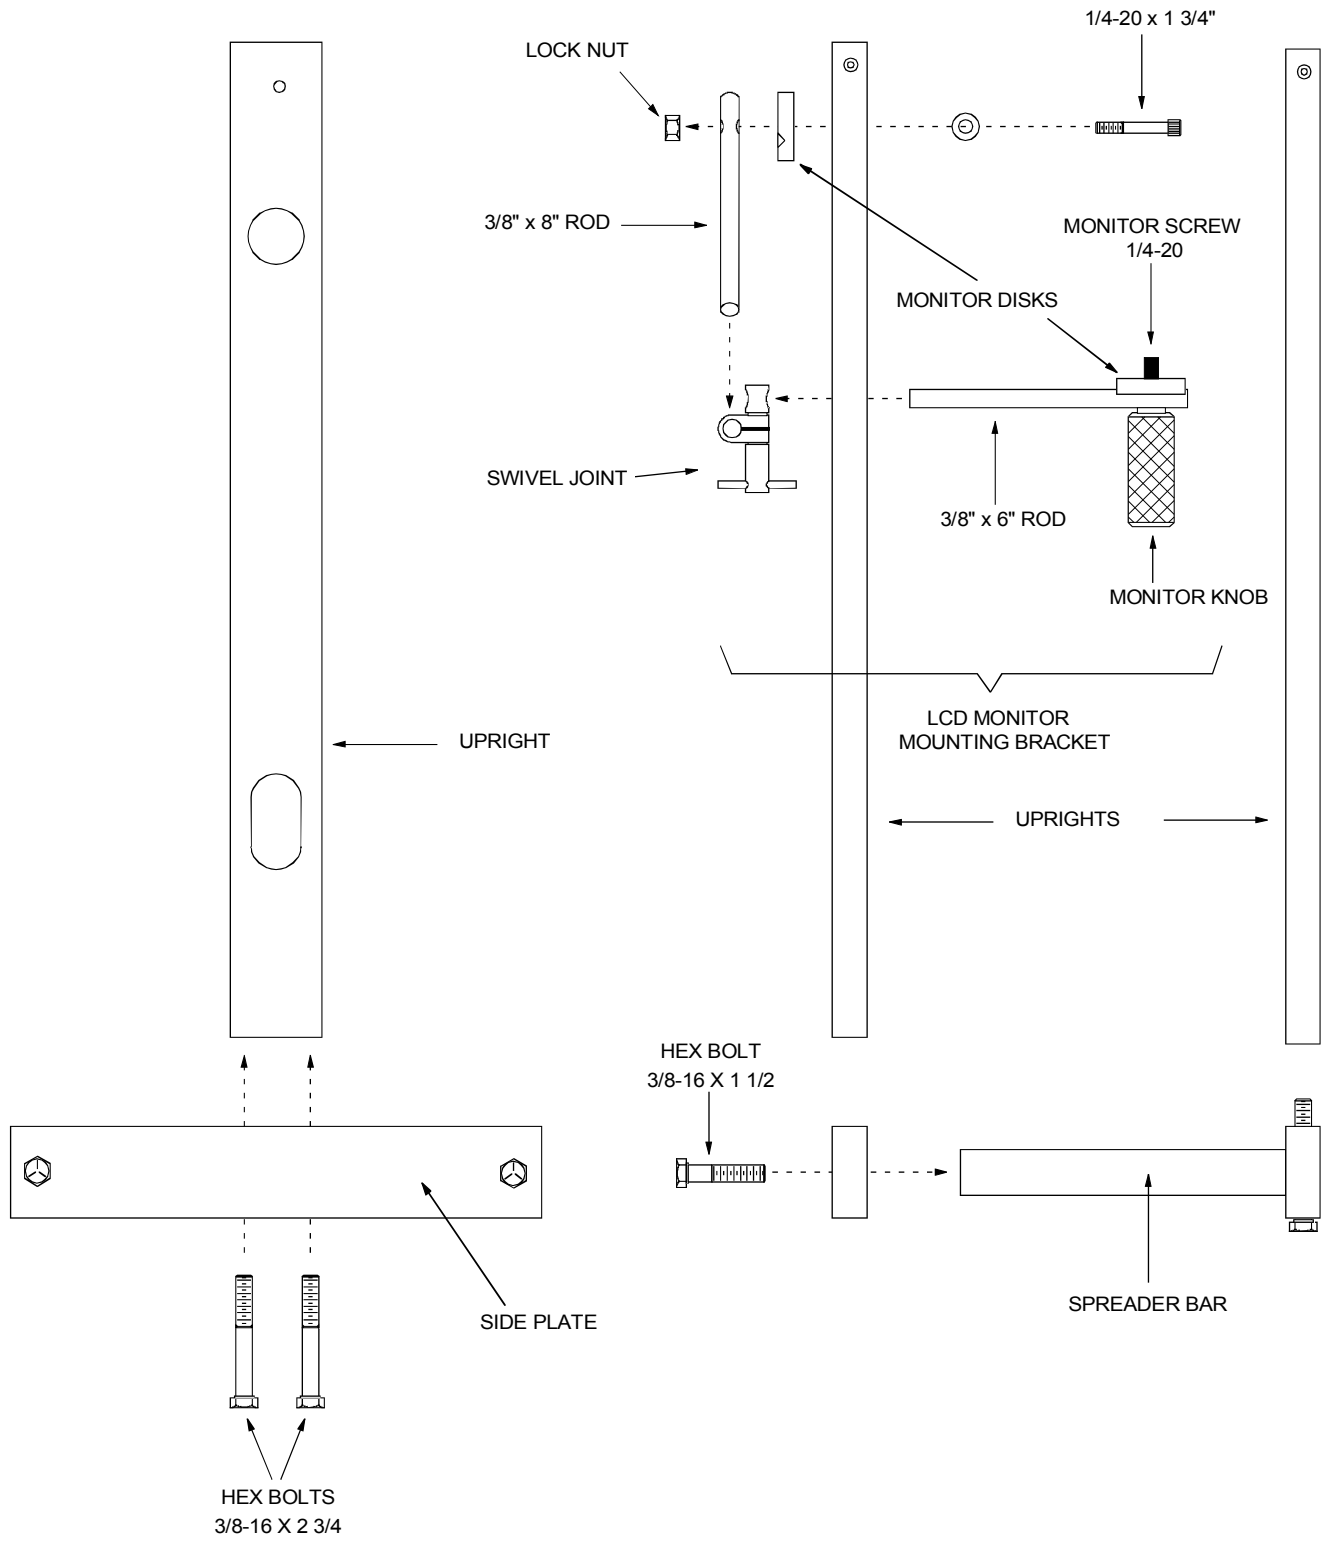 1/4-20 x 1 3/4"
LOCK NUT
3/8" x 8" ROD
MONITOR SCREW
1/4-20
MONITOR DISKS
SWIVEL JOINT
3/8" x 6" ROD
MONITOR KNOB
LCD MONITOR
MOUNTING BRACKET
UPRIGHT
UPRIGHTS
HEX BOLT
3/8-16 X 1 1/2
SPREADER BAR
SIDE PLATE
HEX BOLTS
3/8-16 X 2 3/4